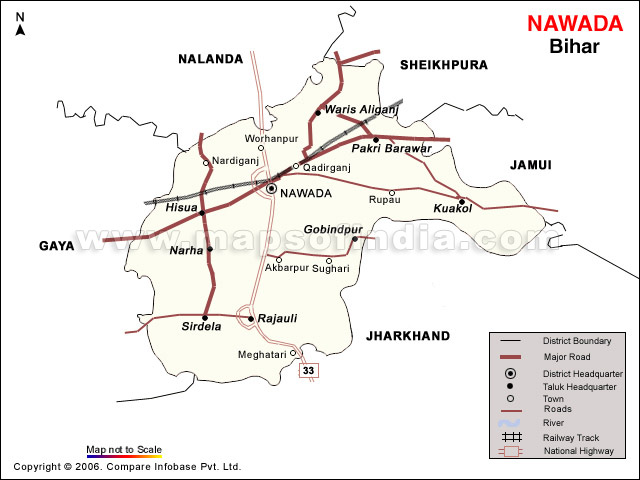 N
NAWADA
Bihar
NALANDA
SHEIKHPURA
Waris Aliganj
Worhanpur
Pakri Barawar
Nardiganj
Qadirganj
JAMUI
NAWADA
Rupau
Hisua
Kuakol
Gobindpur
GAYA
www.mapsofindia.com
Narha
Akbarpur
Sughari
Sirdela
Rajauli
JHARKHAND
Meghatari
33
District Boundary
Major Road
District Headquarter
Taluk Headquarter
Town
Roads
River
Railway Track
National Highway
Map not to Scale
Copyright © 2006. Compare Infobase Pvt. Ltd.